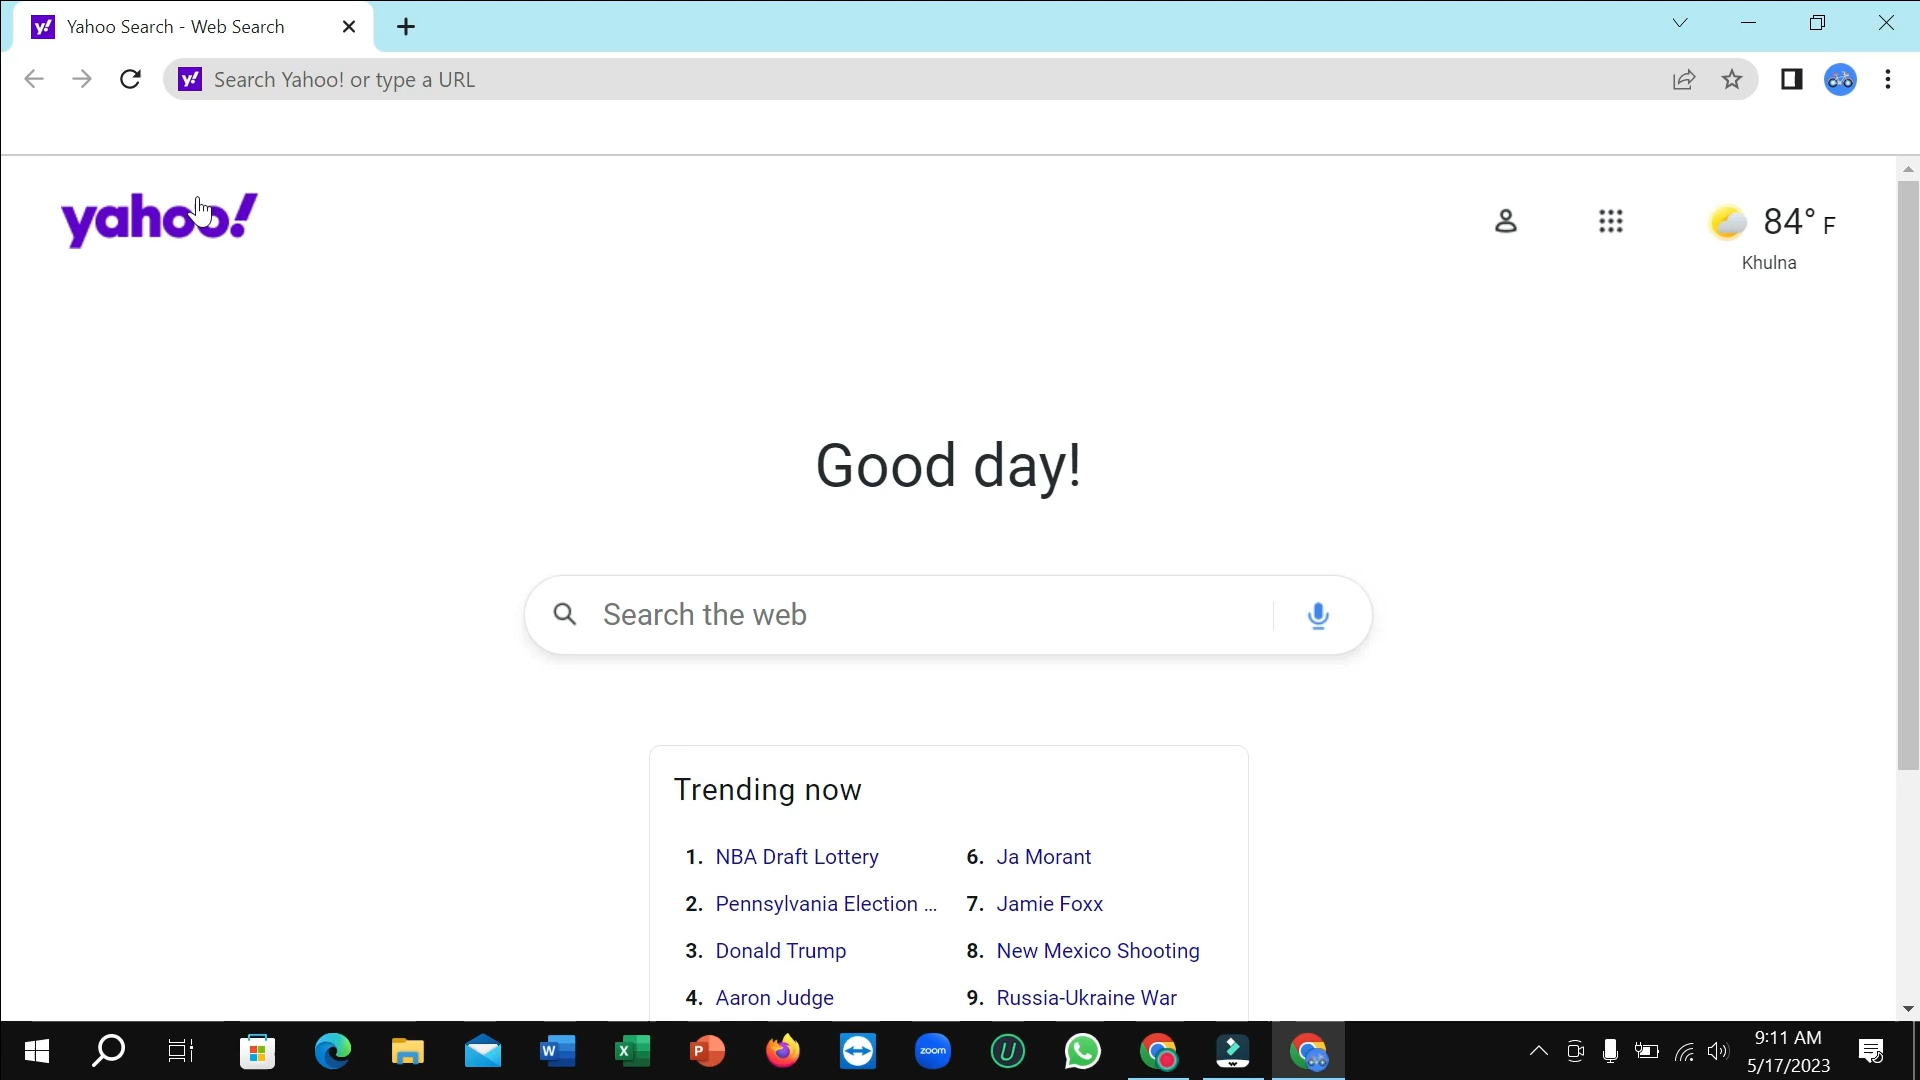 Yahoo Search - Web Search
Search Yahoo! or type a URL
yahoo!
84° F
Khulna
Good day!
Search the web
Trending now
1. NBA Draft Lottery
2. Pennsylvania Election ...
3. Donald Trump
4. Aaron Judge
6. Ja Morant
7. Jamie Foxx
8. New Mexico Shooting
9. Russia-Ukraine War
zoom
9:11 AM
5/17/2023